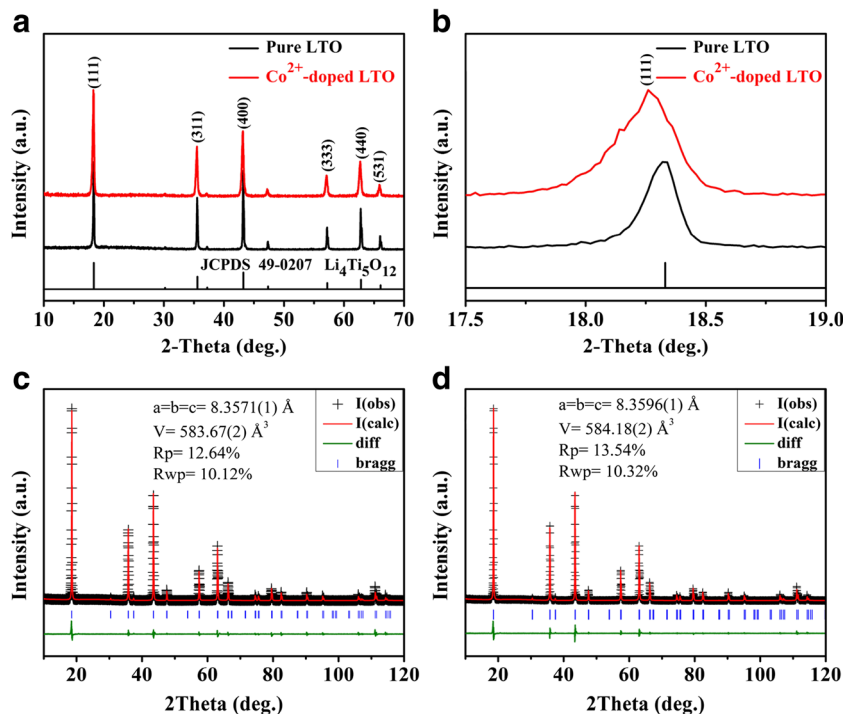 a
Pure LTO
Co²⁺-doped LTO
(111)
(311)
(400)
(333)
(440)
(531)
JCPDS 49-0207 Li₄Ti₅O₁₂
Intensity (a.u.)
10 20 30 40 50 60 70
2-Theta (deg.)
b
Pure LTO
Co²⁺-doped LTO
(111)
Intensity (a.u.)
17.5 18.0 18.5 19.0
2-Theta (deg.)
c
a=b=c= 8.3571(1) Å
V= 583.67(2) Å³
Rp= 12.64%
Rwp= 10.12%
I(obs)
I(calc)
diff
bragg
Intensity (a.u.)
20 40 60 80 100 120
2Theta (deg.)
d
a=b=c= 8.3596(1) Å
V= 584.18(2) Å³
Rp= 13.54%
Rwp= 10.32%
I(obs)
I(calc)
diff
bragg
Intensity (a.u.)
20 40 60 80 100 120
2Theta (deg.)